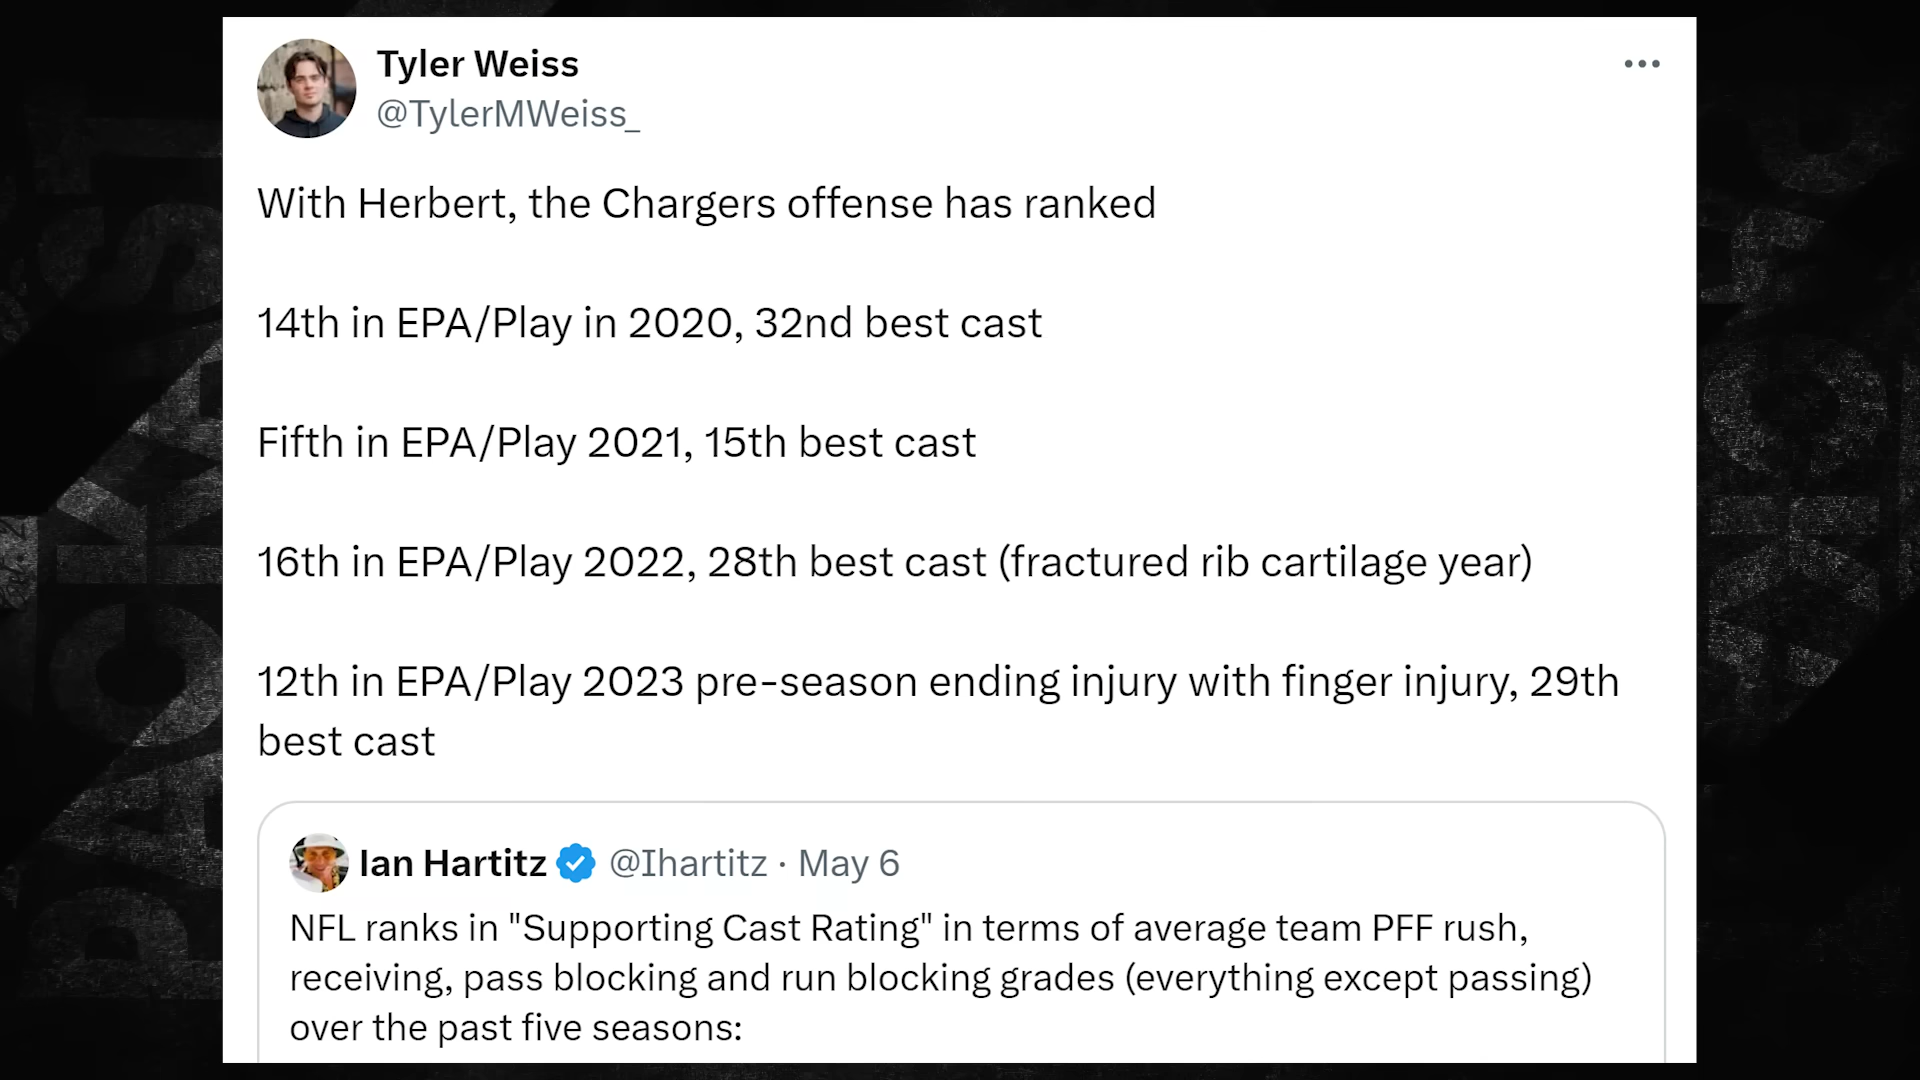 Tyler Weiss
@TylerMWeiss_
With Herbert, the Chargers offense has ranked
14th in EPA/Play in 2020, 32nd best cast
Fifth in EPA/Play 2021, 15th best cast
16th in EPA/Play 2022, 28th best cast (fractured rib cartilage year)
12th in EPA/Play 2023 pre-season ending injury with finger injury, 29th
best cast
Ian Hartitz @Ihartitz · May 6
NFL ranks in "Supporting Cast Rating" in terms of average team PFF rush,
receiving, pass blocking and run blocking grades (everything except passing)
over the past five seasons: